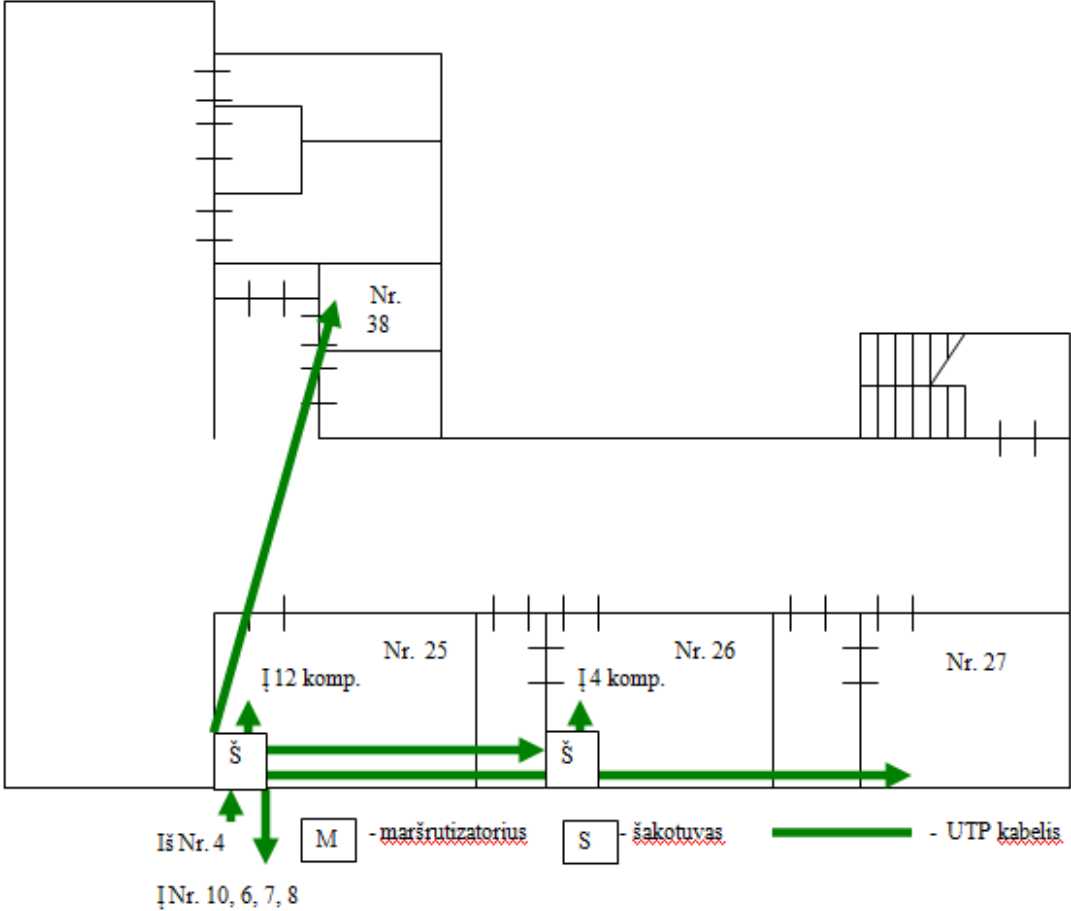 Nr.
38
Nr. 25
Nr. 26
Nr. 27
Į 12 komp.
Į 4 komp.
Š
Š
Iš Nr. 4
M
- maršrutizatorius
S
- šakotuvas
- UTP kabelis
Į Nr. 10, 6, 7, 8